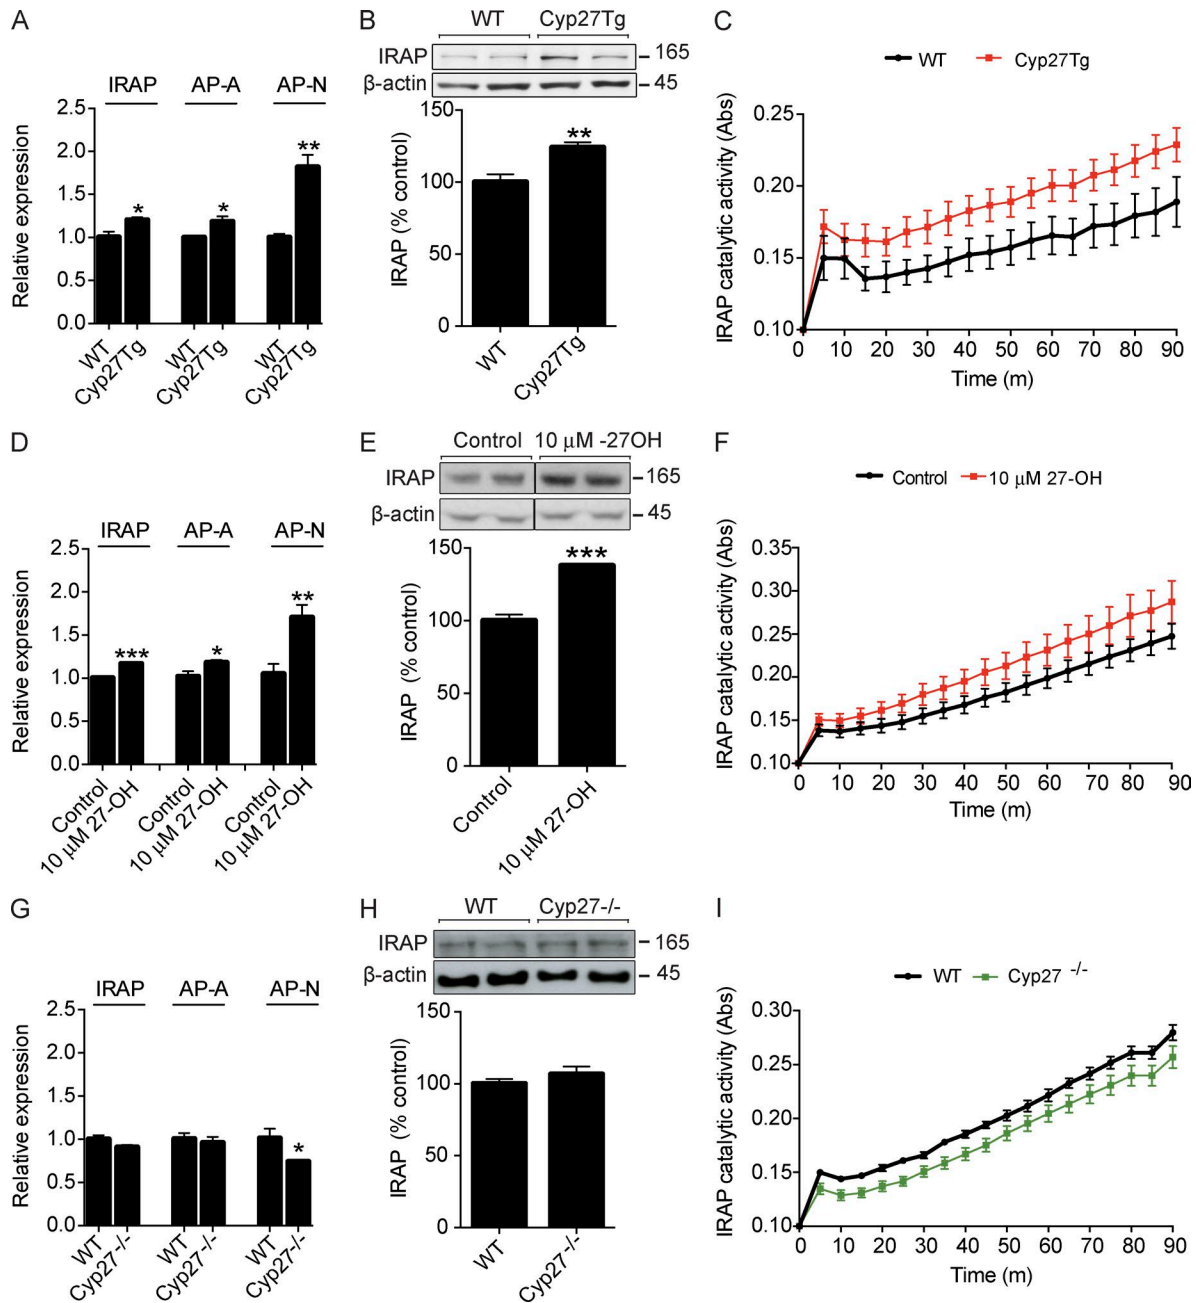 A
IRAP AP-A AP-N
Relative expression
2.5
2.0
1.5
1.0
0.5
0.0
* * **
WT Cyp27Tg WT Cyp27Tg WT Cyp27Tg
B
WT Cyp27Tg
IRAP 165
β-actin 45
IRAP (% control)
150
100
50
0
**
WT Cyp27Tg
C
WT Cyp27Tg
IRAP catalytic activity (Abs)
0.25
0.20
0.15
0.10
0 10 20 30 40 50 60 70 80 90
Time (m)
D
IRAP AP-A AP-N
Relative expression
2.5
2.0
1.5
1.0
0.5
0.0
*** * **
Control 10 μM 27-OH Control 10 μM 27-OH Control 10 μM 27-OH
E
Control 10 μM -27OH
IRAP 165
β-actin 45
IRAP (% control)
150
100
50
0
***
Control 10 μM 27-OH
F
Control 10 μM 27-OH
IRAP catalytic activity (Abs)
0.35
0.30
0.25
0.20
0.15
0.10
0 10 20 30 40 50 60 70 80 90
Time (m)
G
IRAP AP-A AP-N
Relative expression
2.5
2.0
1.5
1.0
0.5
0.0
*
WT Cyp27-/- WT Cyp27-/- WT Cyp27-/-
H
WT Cyp27-/-
IRAP 165
β-actin 45
IRAP (% control)
150
100
50
0
WT Cyp27-/-
I
WT Cyp27 -/-
IRAP catalytic activity (Abs)
0.30
0.25
0.20
0.15
0.10
0 10 20 30 40 50 60 70 80 90
Time (m)